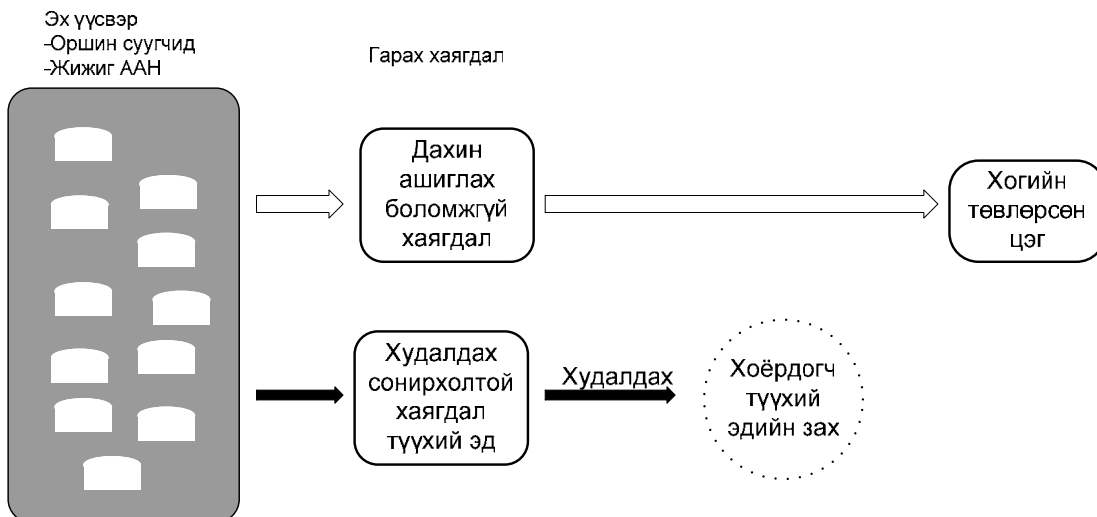 Эх үүсвэр
-Оршин суугчид
-Жижиг ААН
Гарах хаягдал
Дахин
ашиглах
боломжгүй
хаягдал
Хогийн
төвлөрсөн
цэг
Худалдах
сонирхолтой
хаягдал
түүхий эд
Худалдах
Хоёрдогч
түүхий
эдийн зах